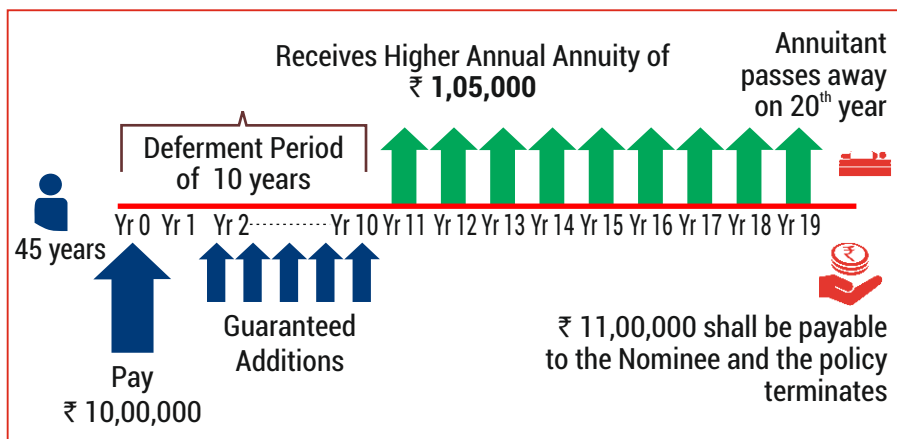 Receives Higher Annual Annuity of
₹ 1,05,000
Annuitant
passes away
on 20th year
Deferment Period
of 10 years
45 years
Yr 0 Yr 1 Yr 2............ Yr 10 Yr 11 Yr 12 Yr 13 Yr 14 Yr 15 Yr 16 Yr 17 Yr 18 Yr 19
Pay
₹ 10,00,000
Guaranteed
Additions
₹
₹ 11,00,000 shall be payable
to the Nominee and the policy
terminates